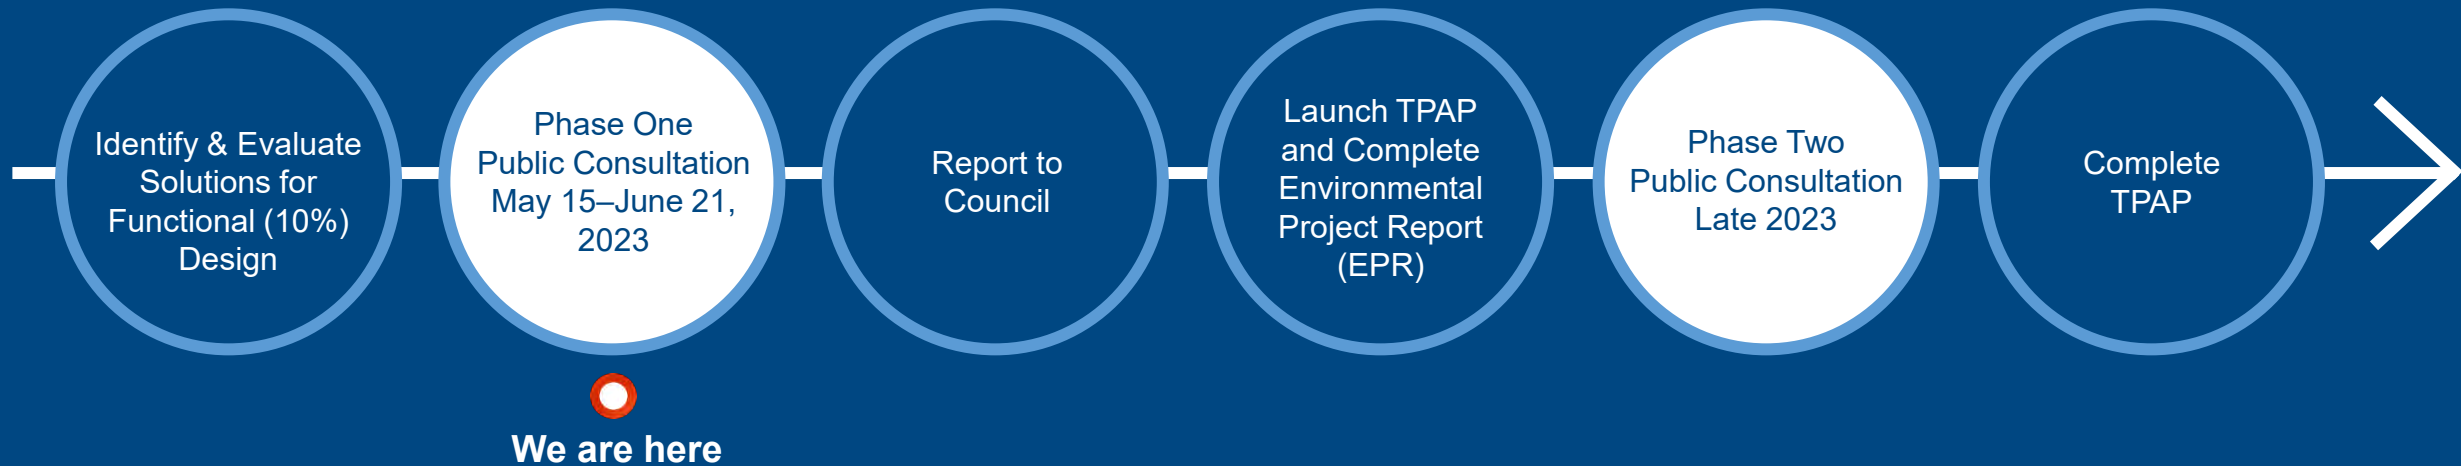 Identify & Evaluate
Solutions for
Functional (10%)
Design
Phase One
Public Consultation
May 15–June 21,
2023
Report to
Council
Launch TPAP
and Complete
Environmental
Project Report
(EPR)
Phase Two
Public Consultation
Late 2023
Complete
TPAP
We are here